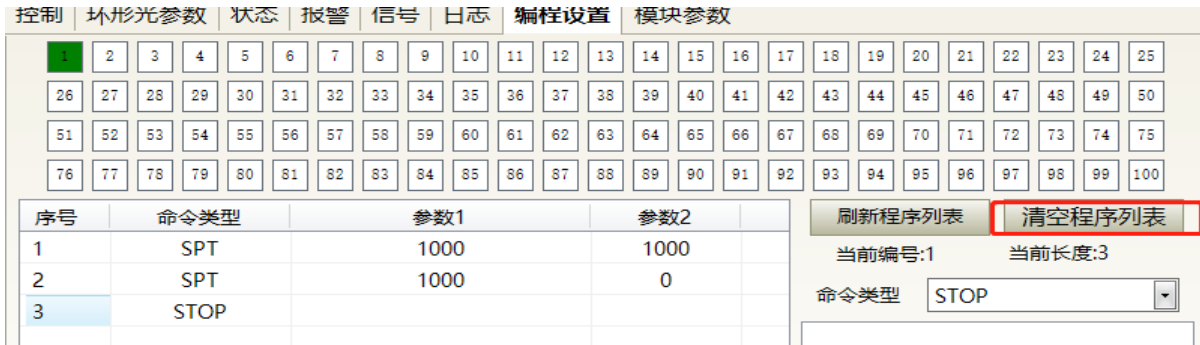 控制 环形光参数 状态 报警 信号 日志 编程设置 模块参数
1 2 3 4 5 6 7 8 9 10 11 12 13 14 15 16 17 18 19 20 21 22 23 24 25
26 27 28 29 30 31 32 33 34 35 36 37 38 39 40 41 42 43 44 45 46 47 48 49 50
51 52 53 54 55 56 57 58 59 60 61 62 63 64 65 66 67 68 69 70 71 72 73 74 75
76 77 78 79 80 81 82 83 84 85 86 87 88 89 90 91 92 93 94 95 96 97 98 99 100
序号 命令类型 参数1 参数2 刷新程序列表 清空程序列表
1 SPT 1000 1000 当前编号:1 当前长度:3
2 SPT 1000 0 命令类型 STOP
3 STOP